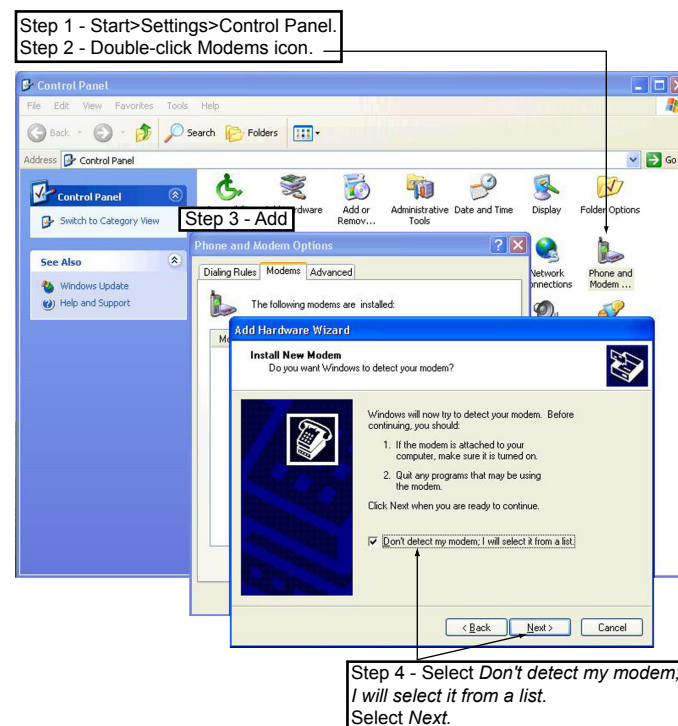 Step 1 - Start>Settings>Control Panel.
Step 2 - Double-click Modems icon.
Control Panel
File Edit View Favorites Tools Help
Back Search Folders
Address Control Panel Go
Control Panel
Switch to Category View
See Also
Windows Update
Help and Support
Add or Remov...
Administrative Tools
Date and Time
Display
Folder Options
Step 3 - Add
Phone and Modem ...
Phone and Modem Options
Dialing Rules Modems Advanced
The following modems are installed:
Add Hardware Wizard
Install New Modem
Do you want Windows to detect your modem?
Windows will now try to detect your modem. Before
continuing, you should:
1. If the modem is attached to your
computer, make sure it is turned on.
2. Quit any programs that may be using
the modem.
Click Next when you are ready to continue.
Don't detect my modem; I will select it from a list.
< Back Next > Cancel
Step 4 - Select Don't detect my modem;
I will select it from a list.
Select Next.